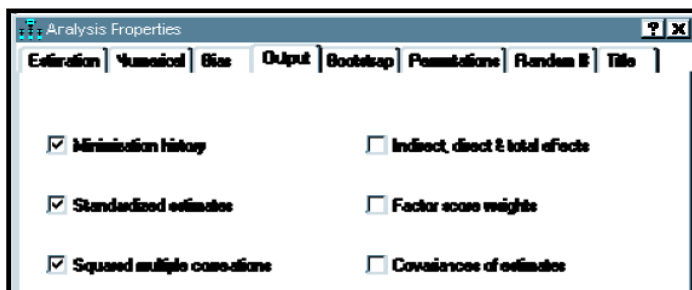 Analysis Properties
Estimation Numerical Bias Output Bootstrap Permutations Random # Title
Minimization history Indirect, direct & total effects
Standardized estimates Factor score weights
Squared multiple correlations Covariances of estimates